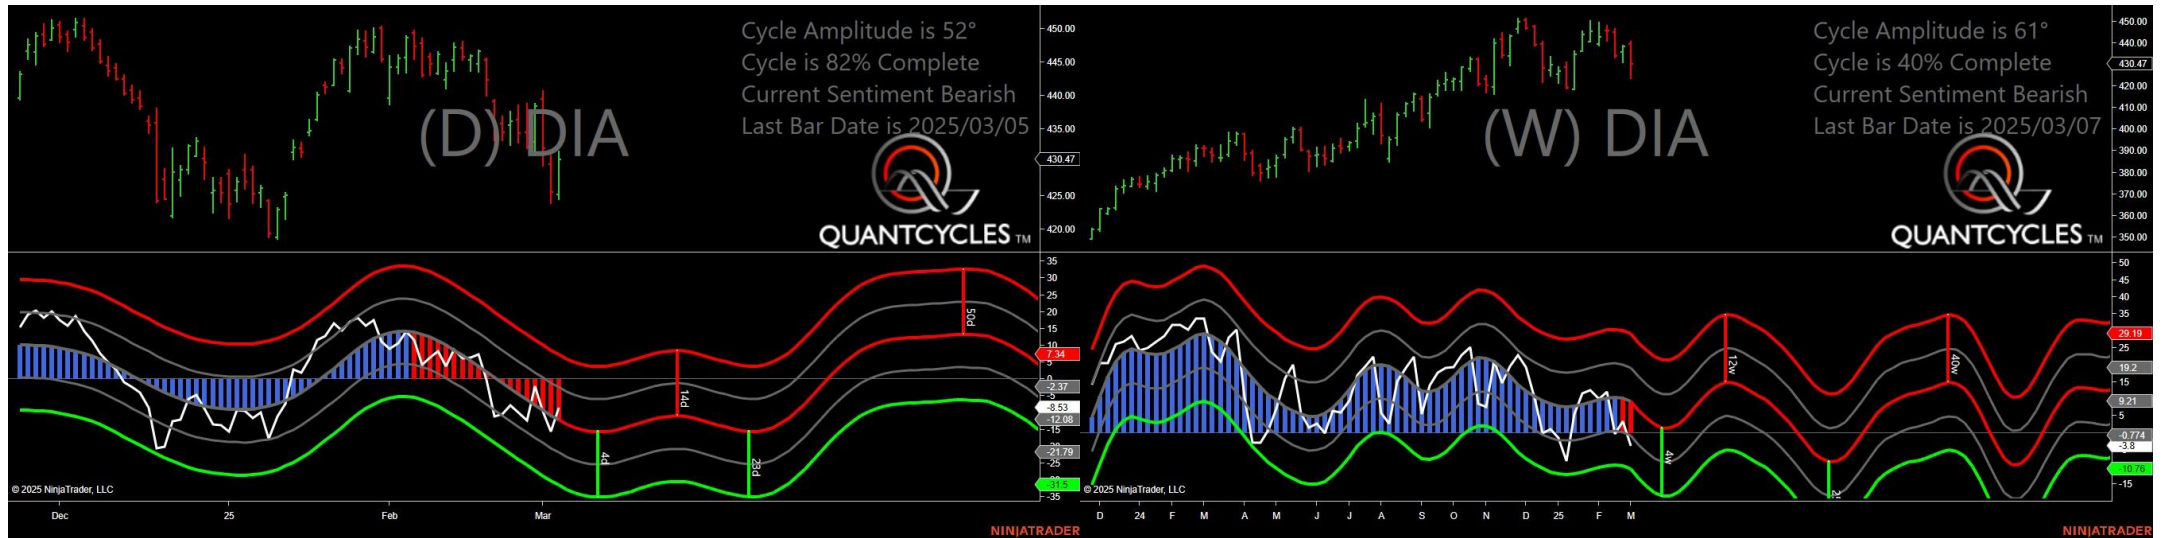 Cycle Amplitude is 52°
Cycle is 82% Complete
Current Sentiment Bearish
Last Bar Date is 2025/03/05
(D) DIA
QUANTCYCLES TM
450.00
445.00
440.00
435.00
430.47
425.00
420.00
35
30
25
20
15
10
7.34
5
0
-2.37
-5
-8.53
-12.08
-15
-21.79
-25
-31.5
-35
4d
14d
23d
50d
© 2025 NinjaTrader, LLC
Dec
25
Feb
Mar
NINJATRADER
Cycle Amplitude is 61°
Cycle is 40% Complete
Current Sentiment Bearish
Last Bar Date is 2025/03/07
(W) DIA
QUANTCYCLES TM
450.00
440.00
430.47
420.00
410.00
400.00
390.00
380.00
370.00
360.00
350.00
50
45
40
35
29.19
25
19.2
15
9.21
5
-0.774
-3.8
-10.76
-15
4w
12w
40w
© 2025 NinjaTrader, LLC
D 24 F M A M J J A S O N D 25 F M
NINJATRADER